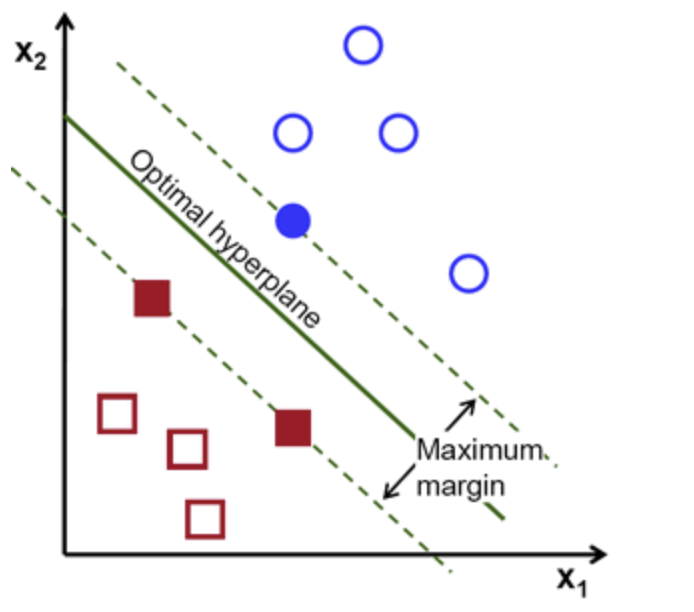 x₂
Optimal hyperplane
Maximum
margin
x₁